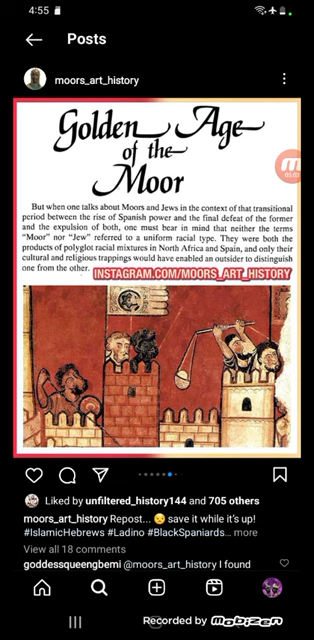 4:55
Posts
moors_art_history
Golden Age
of the
Moor
But when one talks about Moors and Jews in the context of that transitional
period between the rise of Spanish power and the final defeat of the former
and the expulsion of both, one must bear in mind that neither the terms
"Moor" nor "Jew" referred to a uniform racial type. They were both the
products of polyglot racial mixtures in North Africa and Spain, and only their
cultural and religious trappings would have enabled an outsider to distinguish
one from the other. INSTAGRAM.COM/MOORS_ART_HISTORY
Liked by unfiltered_history144 and 705 others
moors_art_history Repost... 😣 save it while it's up!
#IslamicHebrews #Ladino #BlackSpaniards... more
View all 18 comments
goddessqueengbemi @moors_art_history I found
Recorded by mobizen